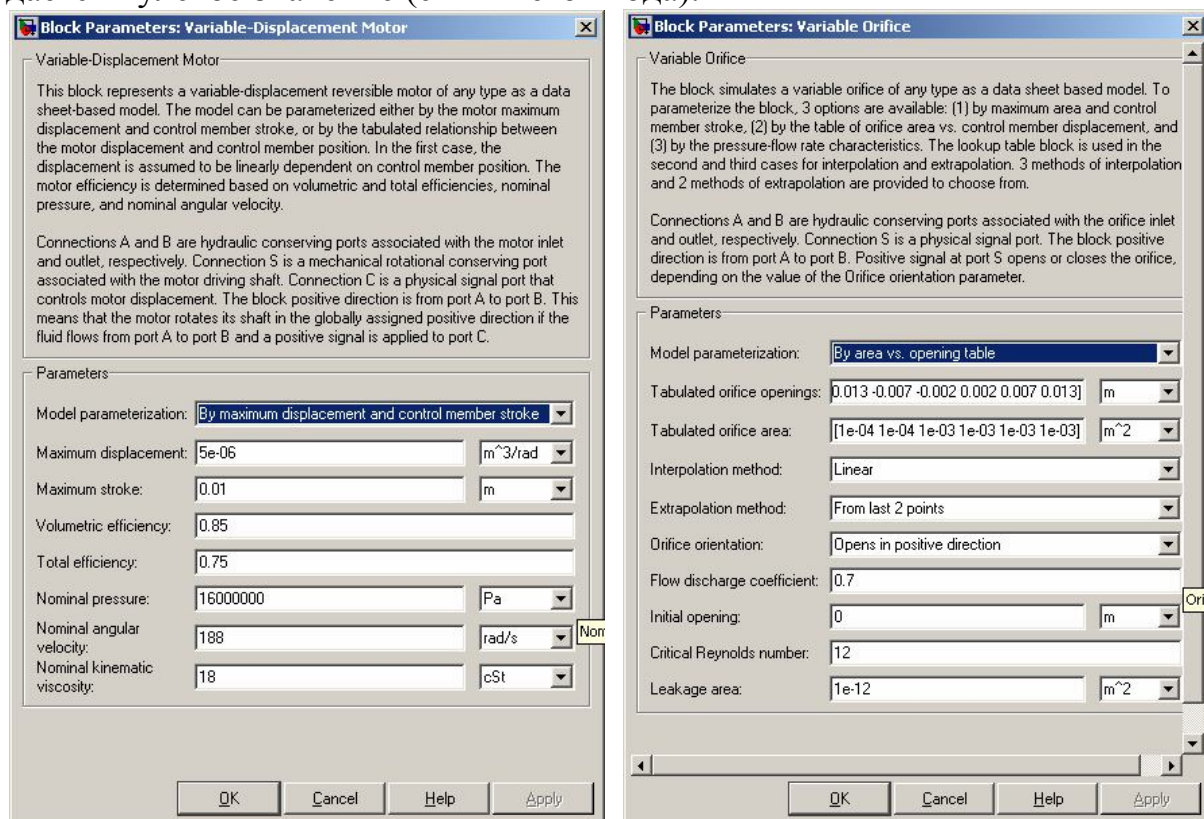 Block Parameters: Variable-Displacement Motor
Variable-Displacement Motor
This block represents a variable-displacement reversible motor of any type as a data
sheet-based model. The model can be parameterized either by the motor maximum
displacement and control member stroke, or by the tabulated relationship between
the motor displacement and control member position. In the first case, the
displacement is assumed to be linearly dependent on control member position. The
motor efficiency is determined based on volumetric and total efficiencies, nominal
pressure, and nominal angular velocity.
Connections A and B are hydraulic conserving ports associated with the motor inlet
and outlet, respectively. Connection S is a mechanical rotational conserving port
associated with the motor driving shaft. Connection C is a physical signal port that
controls motor displacement. The block positive direction is from port A to port B. This
means that the motor rotates its shaft in the globally assigned positive direction if the
fluid flows from port A to port B and a positive signal is applied to port C.
Parameters
Model parameterization: By maximum displacement and control member stroke
Maximum displacement: 5e-06 m^3/rad
Maximum stroke: 0.01 m
Volumetric efficiency: 0.85
Total efficiency: 0.75
Nominal pressure: 16000000 Pa
Nominal angular
velocity: 188 rad/s
Nom
Nominal kinematic
viscosity: 18 cSt
OK Cancel Help Apply
Block Parameters: Variable Orifice
Variable Orifice
The block simulates a variable orifice of any type as a data sheet based model. To
parameterize the block, 3 options are available: (1) by maximum area and control
member stroke, (2) by the table of orifice area vs. control member displacement, and
(3) by the pressure-flow rate characteristics. The lookup table block is used in the
second and third cases for interpolation and extrapolation. 3 methods of interpolation
and 2 methods of extrapolation are provided to choose from.
Connections A and B are hydraulic conserving ports associated with the orifice inlet
and outlet, respectively. Connection S is a physical signal port. The block positive
direction is from port A to port B. Positive signal at port S opens or closes the orifice,
depending on the value of the Orifice orientation parameter.
Parameters
Model parameterization: By area vs. opening table
Tabulated orifice openings: 0.013 -0.007 -0.002 0.002 0.007 0.013] m
Tabulated orifice area: [1e-04 1e-04 1e-03 1e-03 1e-03 1e-03] m^2
Interpolation method: Linear
Extrapolation method: From last 2 points
Orifice orientation: Opens in positive direction
Flow discharge coefficient: 0.7
Ori
Initial opening: 0 m
Critical Reynolds number: 12
Leakage area: 1e-12 m^2
OK Cancel Help Apply